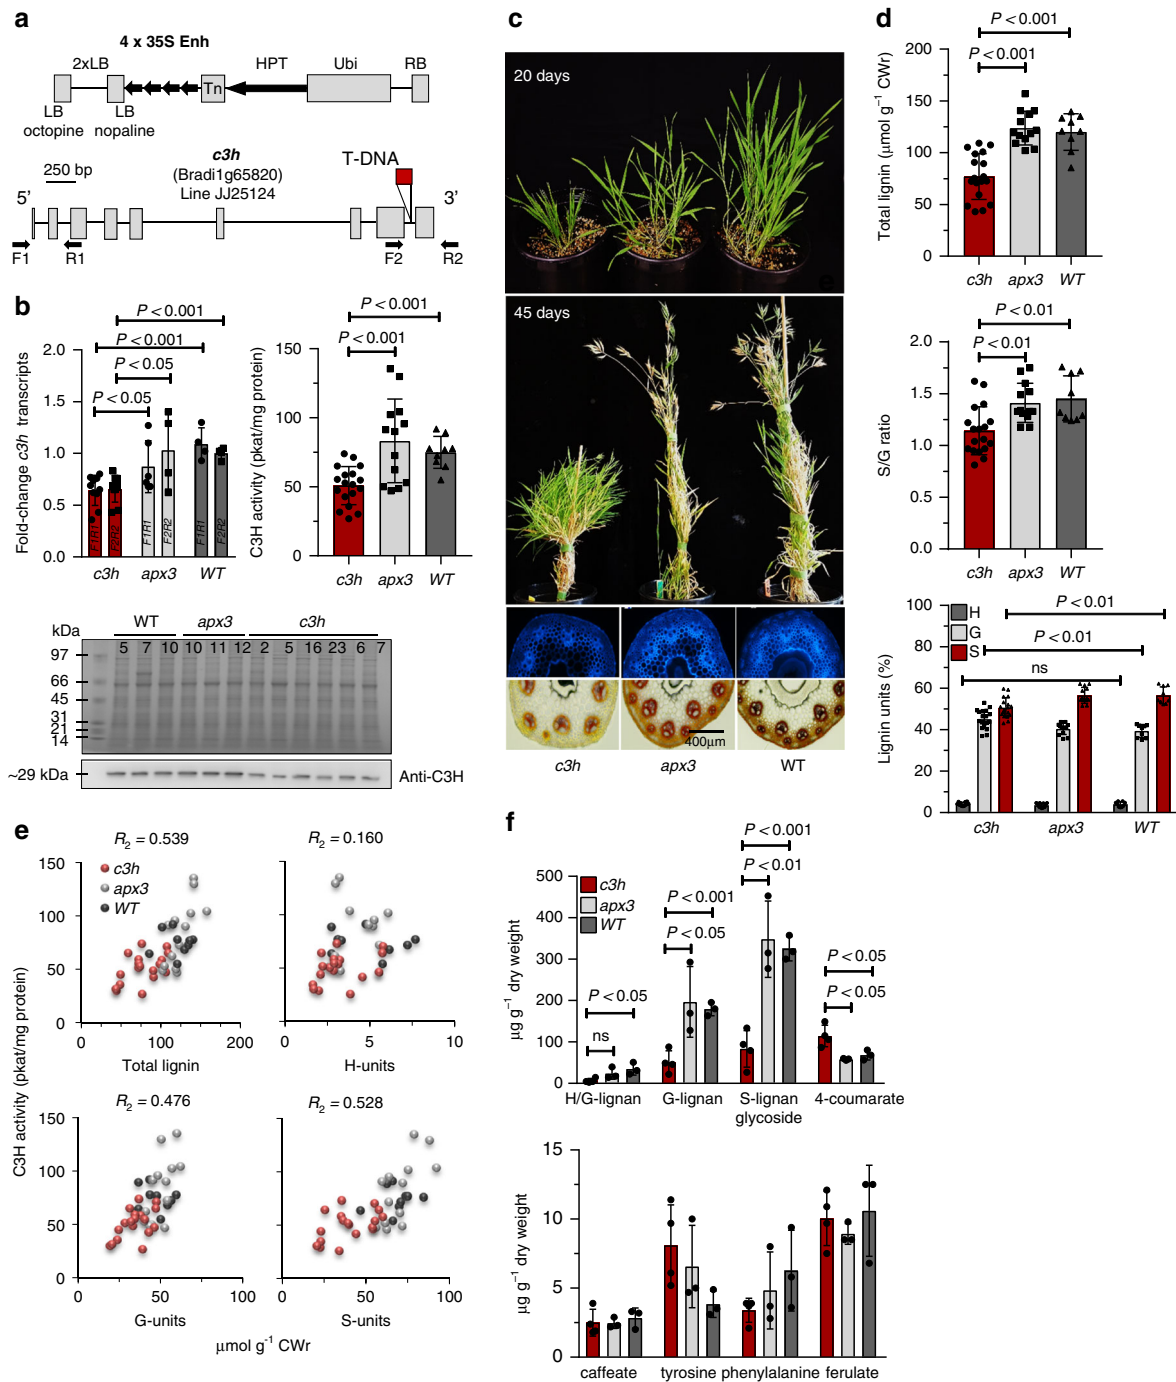 a
4 x 35S Enh
2xLB
HPT
Ubi
RB
Tn
LB
octopine
LB
nopaline
c3h
(Bradi1g65820)
Line JJ25124
250 bp
T-DNA
5'
3'
F1
R1
F2
R2
b
P < 0.001
P < 0.001
P < 0.05
P < 0.05
Fold-change c3h transcripts
2.0
1.5
1.0
0.5
0.0
F1R1
F2R2
F1R1
F2R2
F1R1
F2R2
c3h
apx3
WT
P < 0.001
P < 0.001
C3H activity (pkat/mg protein)
150
100
50
0
c3h
apx3
WT
kDa
WT
apx3
c3h
5 7 10 10 11 12 2 5 16 23 6 7
97
66
45
31
21
14
~29 kDa
Anti-C3H
c
20 days
e
45 days
400μm
c3h
apx3
WT
d
P < 0.001
P < 0.001
Total lignin (μmol g⁻¹ CWr)
200
150
100
50
0
c3h
apx3
WT
P < 0.01
P < 0.01
S/G ratio
2.0
1.5
1.0
0.5
0.0
c3h
apx3
WT
Lignin units (%)
100
80
60
40
20
0
H
G
S
P < 0.01
P < 0.01
ns
c3h
apx3
WT
e
R₂ = 0.539
150
100
50
0
c3h
apx3
WT
0
100
200
Total lignin
R₂ = 0.160
0
5
10
H-units
C3H activity (pkat/mg protein)
R₂ = 0.476
150
100
50
0
0
50
100
G-units
R₂ = 0.528
0
50
100
S-units
μmol g⁻¹ CWr
f
μg g⁻¹ dry weight
500
400
300
200
100
0
c3h
apx3
WT
P < 0.05
ns
P < 0.001
P < 0.05
P < 0.001
P < 0.01
P < 0.05
P < 0.05
H/G-lignan
G-lignan
S-lignan
glycoside
4-coumarate
μg g⁻¹ dry weight
15
10
5
0
caffeate
tyrosine
phenylalanine
ferulate